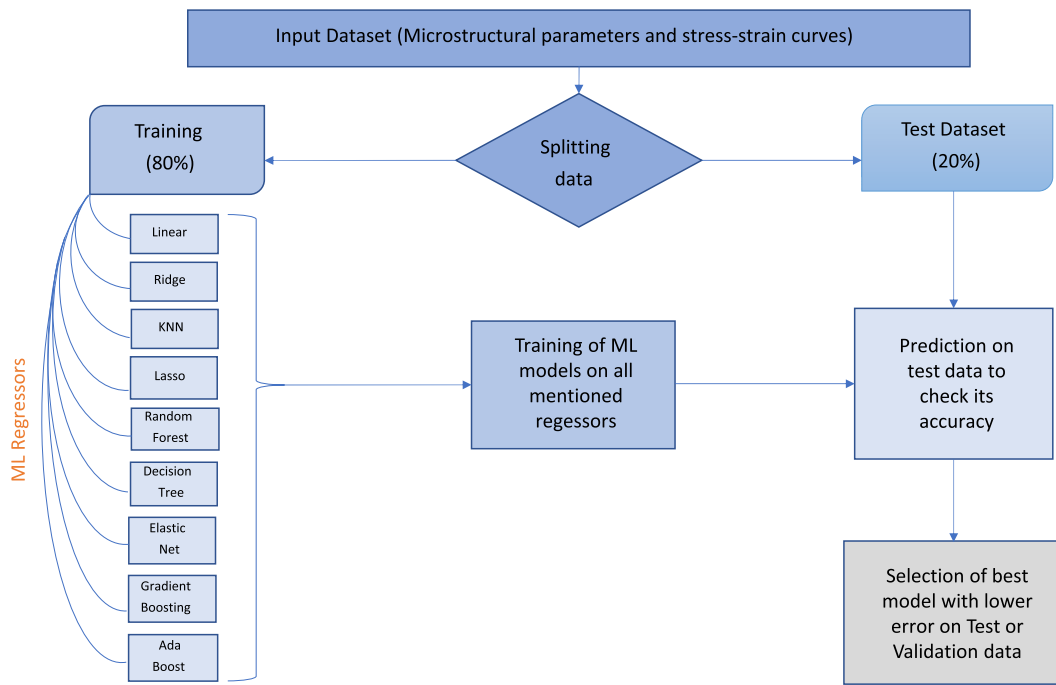 Input Dataset (Microstructural parameters and stress-strain curves)
Training
(80%)
Splitting
data
Test Dataset
(20%)
ML Regressors
Linear
Ridge
KNN
Lasso
Random
Forest
Decision
Tree
Elastic
Net
Gradient
Boosting
Ada
Boost
Training of ML
models on all
mentioned
regessors
Prediction on
test data to
check its
accuracy
Selection of best
model with lower
error on Test or
Validation data